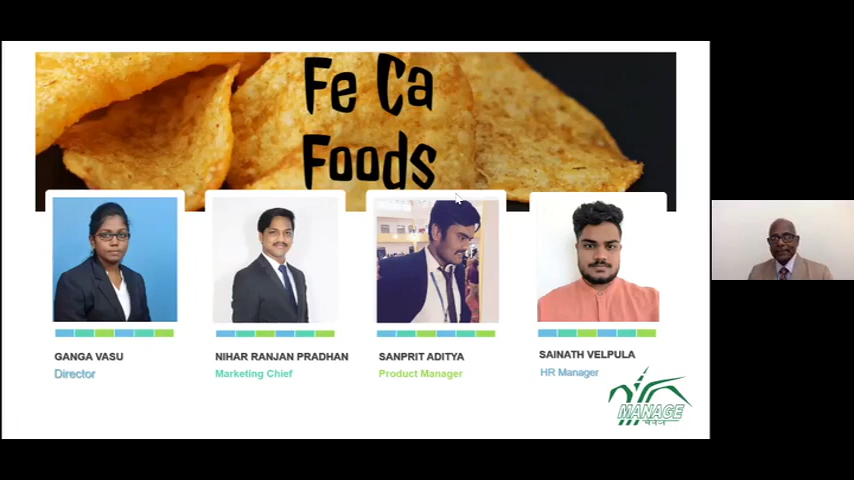 Fe Ca
Foods
GANGA VASU
Director
NIHAR RANJAN PRADHAN
Marketing Chief
SANPRIT ADITYA
Product Manager
SAINATH VELPULA
HR Manager
MANAGE
मैनेज